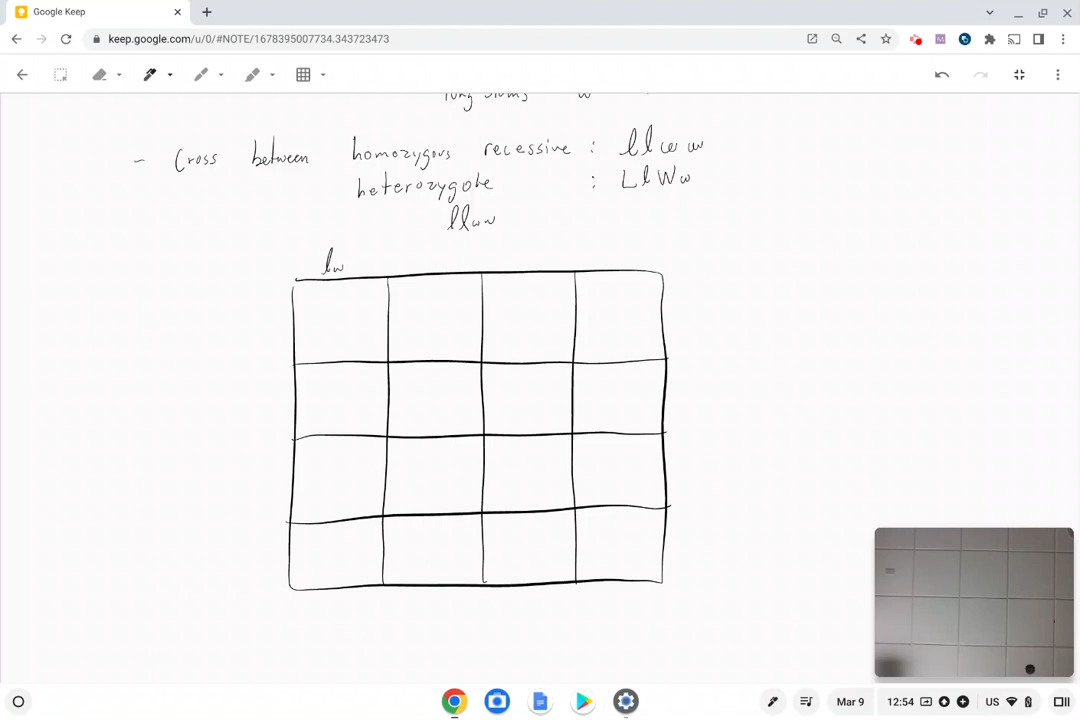 Google Keep
keep.google.com/u/0/#NOTE/1678395007734.343723473
w
- Cross between homozygous recessive : llww
heterozygote : LlWw
llww
lw
Mar 9
12:54
US